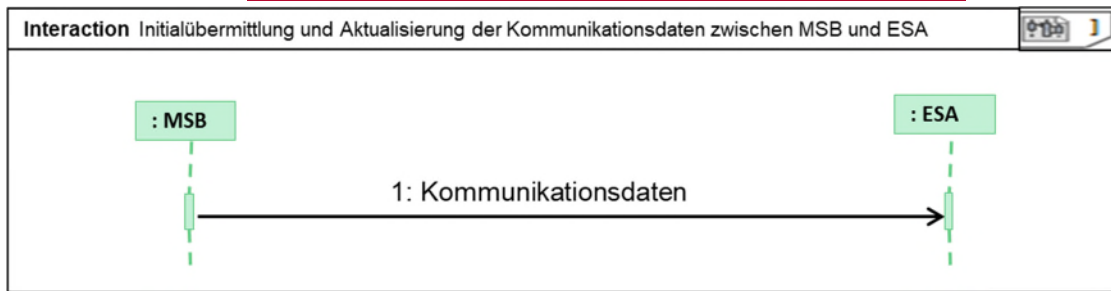 Interaction Initialübermittlung und Aktualisierung der Kommunikationsdaten zwischen MSB und ESA
: MSB
: ESA
1: Kommunikationsdaten